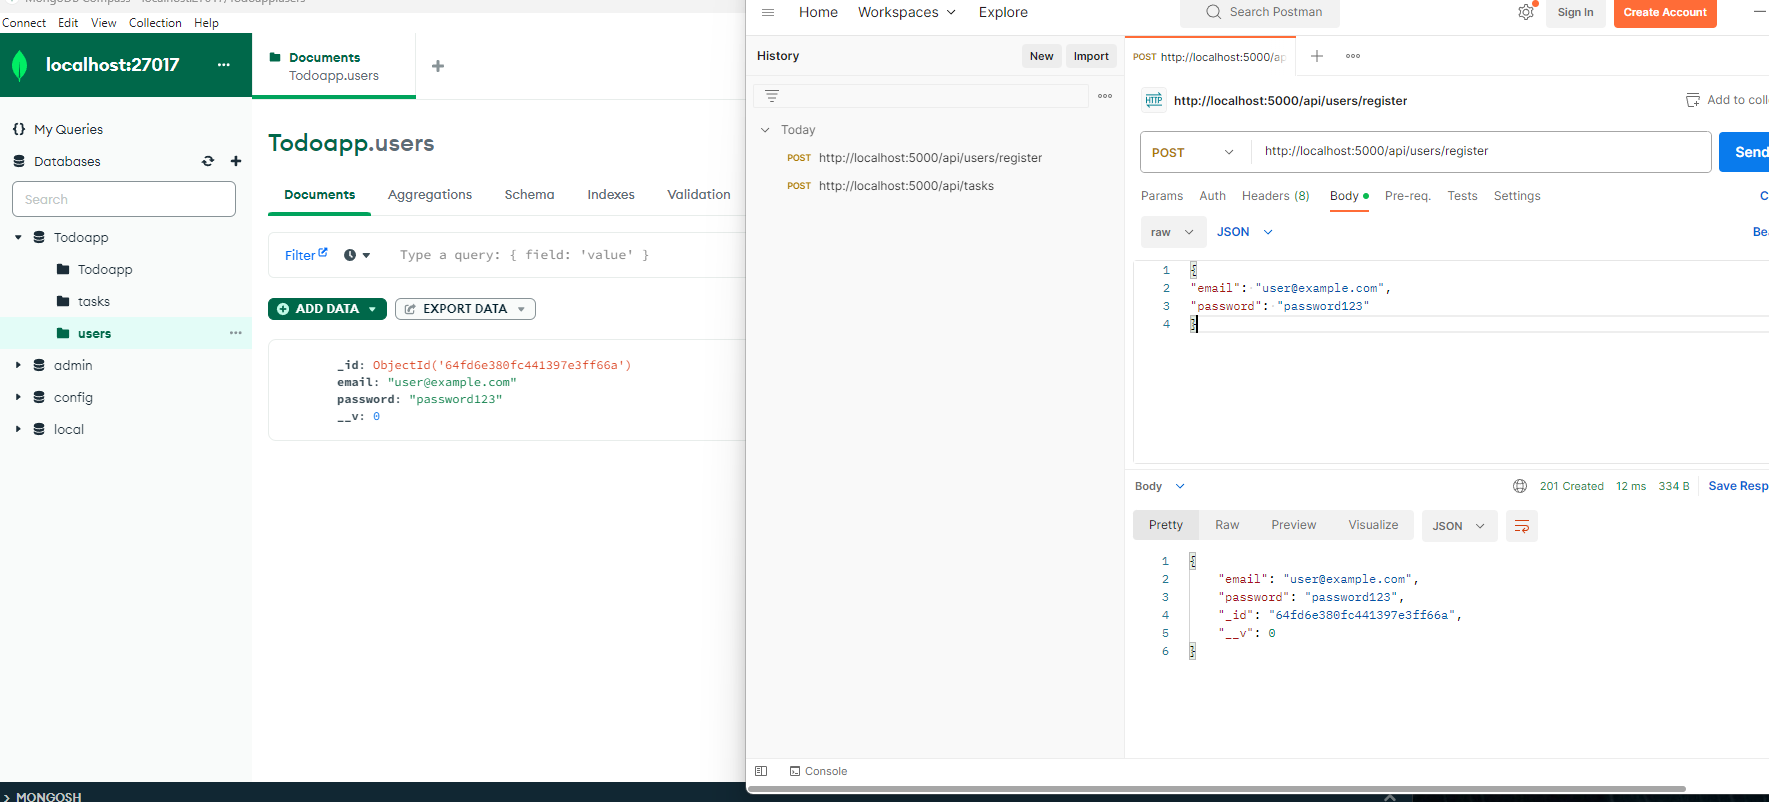 MongoDB Compass - localhost:27017/Todoapp.users
Connect Edit View Collection Help
localhost:27017 ...
Documents
Todoapp.users
{} My Queries
Databases
Search
Todoapp
Todoapp
tasks
users ...
admin
config
local
Todoapp.users
Documents Aggregations Schema Indexes Validation
Filter Type a query: { field: 'value' }
ADD DATA EXPORT DATA
_id: ObjectId('64fd6e380fc441397e3ff66a')
email: "user@example.com"
password: "password123"
__v: 0
>MONGOSH
Home Workspaces Explore
Search Postman
Sign In Create Account
History New Import
Today
POST http://localhost:5000/api/users/register
POST http://localhost:5000/api/tasks
Console
POST http://localhost:5000/ap
HTTP http://localhost:5000/api/users/register Add to coll
POST http://localhost:5000/api/users/register Send
Params Auth Headers (8) Body Pre-req. Tests Settings C
raw JSON Be
1 {
2 "email": "user@example.com",
3 "password": "password123"
4 }
Body 201 Created 12 ms 334 B Save Resp
Pretty Raw Preview Visualize JSON
1 {
2 "email": "user@example.com",
3 "password": "password123",
4 "_id": "64fd6e380fc441397e3ff66a",
5 "__v": 0
6 }